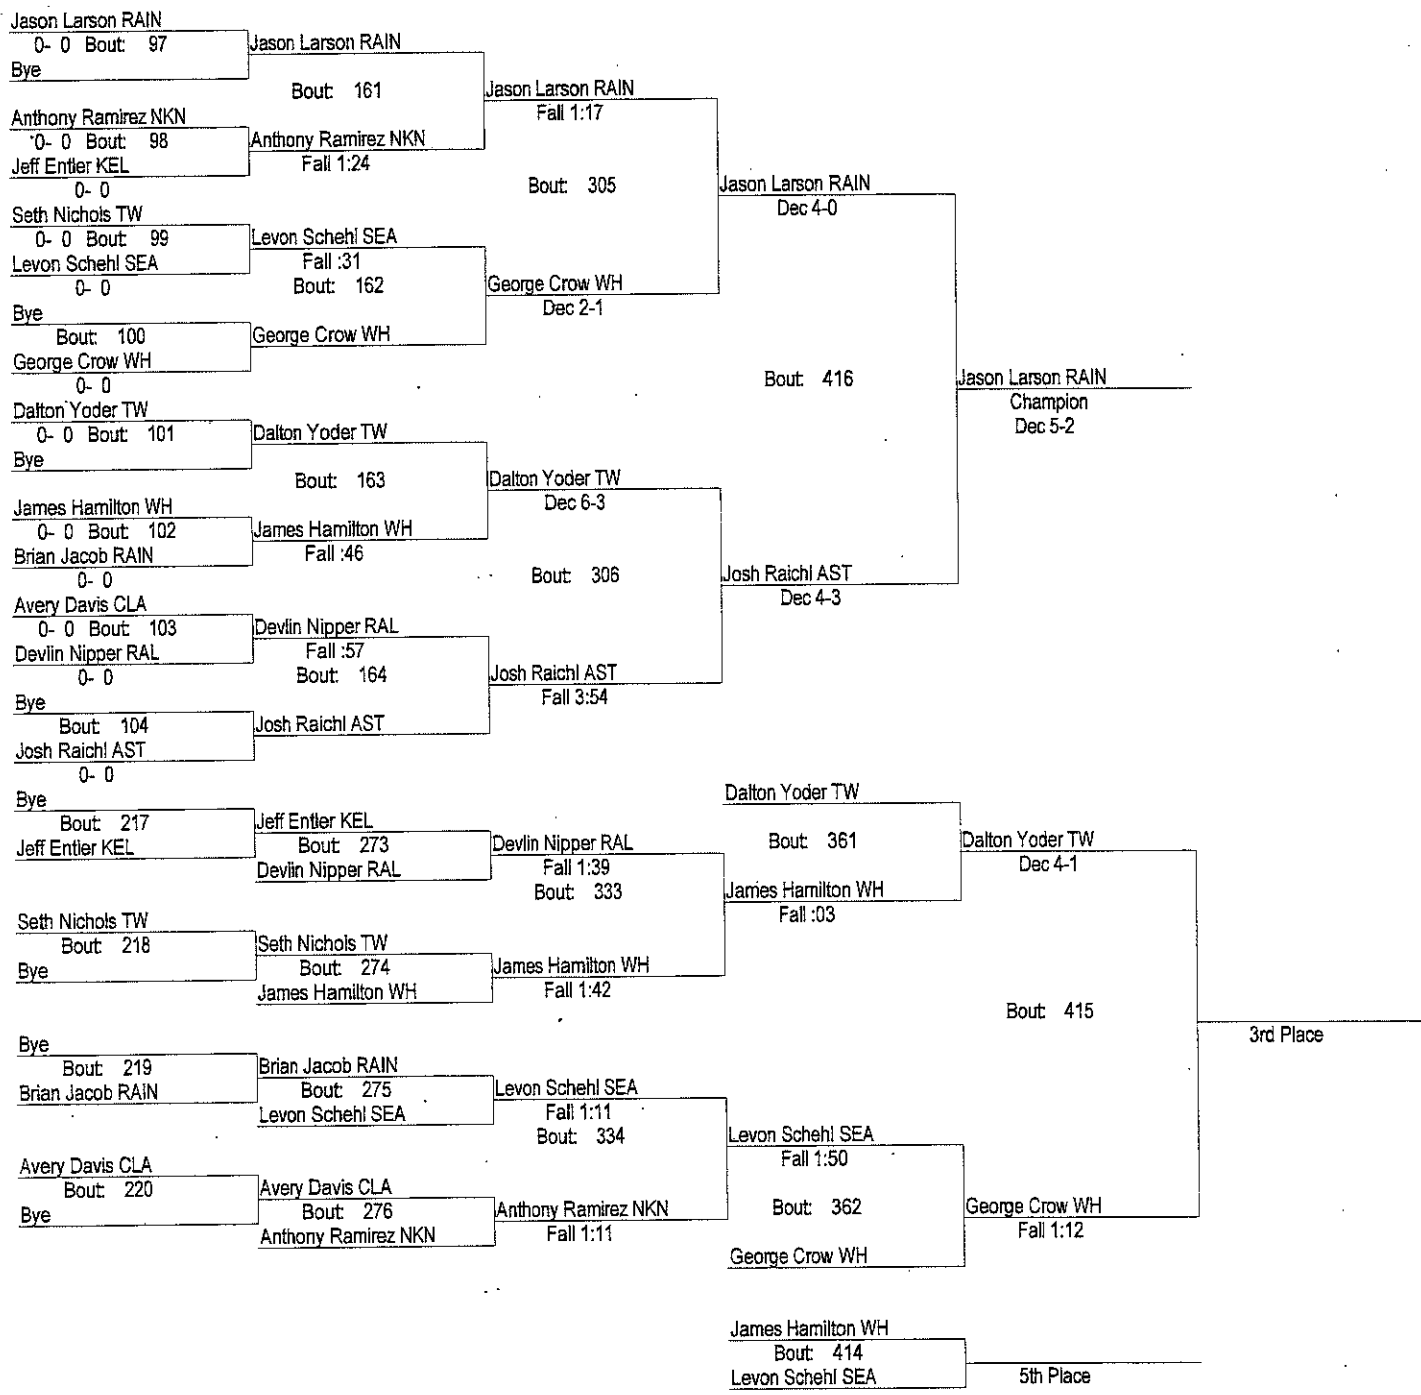 Jason Larson RAIN
0- 0 Bout: 97
Bye
Anthony Ramirez NKN
0- 0 Bout: 98
Jeff Entler KEL
0- 0
Seth Nichols TW
0- 0 Bout: 99
Levon Schehl SEA
0- 0
Bye
Bout: 100
George Crow WH
0- 0
Dalton Yoder TW
0- 0 Bout: 101
Bye
James Hamilton WH
0- 0 Bout: 102
Brian Jacob RAIN
0- 0
Avery Davis CLA
0- 0 Bout: 103
Devlin Nipper RAL
0- 0
Bye
Bout: 104
Josh Raichl AST
0- 0
Jason Larson RAIN
Bout: 161
Anthony Ramirez NKN
Fall 1:24
Levon Schehl SEA
Fall :31
Bout: 162
George Crow WH
Dalton Yoder TW
Bout: 163
James Hamilton WH
Fall :46
Devlin Nipper RAL
Fall :57
Bout: 164
Josh Raichl AST
Jason Larson RAIN
Fall 1:17
Bout: 305
George Crow WH
Dec 2-1
Dalton Yoder TW
Dec 6-3
Bout: 306
Josh Raichl AST
Fall 3:54
Jason Larson RAIN
Dec 4-0
Bout: 416
Josh Raichl AST
Dec 4-3
Jason Larson RAIN
Champion
Dec 5-2
Bye
Bout: 217
Jeff Entler KEL
Seth Nichols TW
Bout: 218
Bye
Bye
Bout: 219
Brian Jacob RAIN
Avery Davis CLA
Bout: 220
Bye
Jeff Entler KEL
Bout: 273
Devlin Nipper RAL
Seth Nichols TW
Bout: 274
James Hamilton WH
Brian Jacob RAIN
Bout: 275
Levon Schehl SEA
Avery Davis CLA
Bout: 276
Anthony Ramirez NKN
Devlin Nipper RAL
Fall 1:39
Bout: 333
James Hamilton WH
Fall 1:42
Levon Schehl SEA
Fall 1:11
Bout: 334
Anthony Ramirez NKN
Fall 1:11
Dalton Yoder TW
Bout: 361
James Hamilton WH
Fall :03
Levon Schehl SEA
Fall 1:50
Bout: 362
George Crow WH
Dalton Yoder TW
Dec 4-1
Bout: 415
George Crow WH
Fall 1:12
3rd Place
James Hamilton WH
Bout: 414
Levon Schehl SEA
5th Place